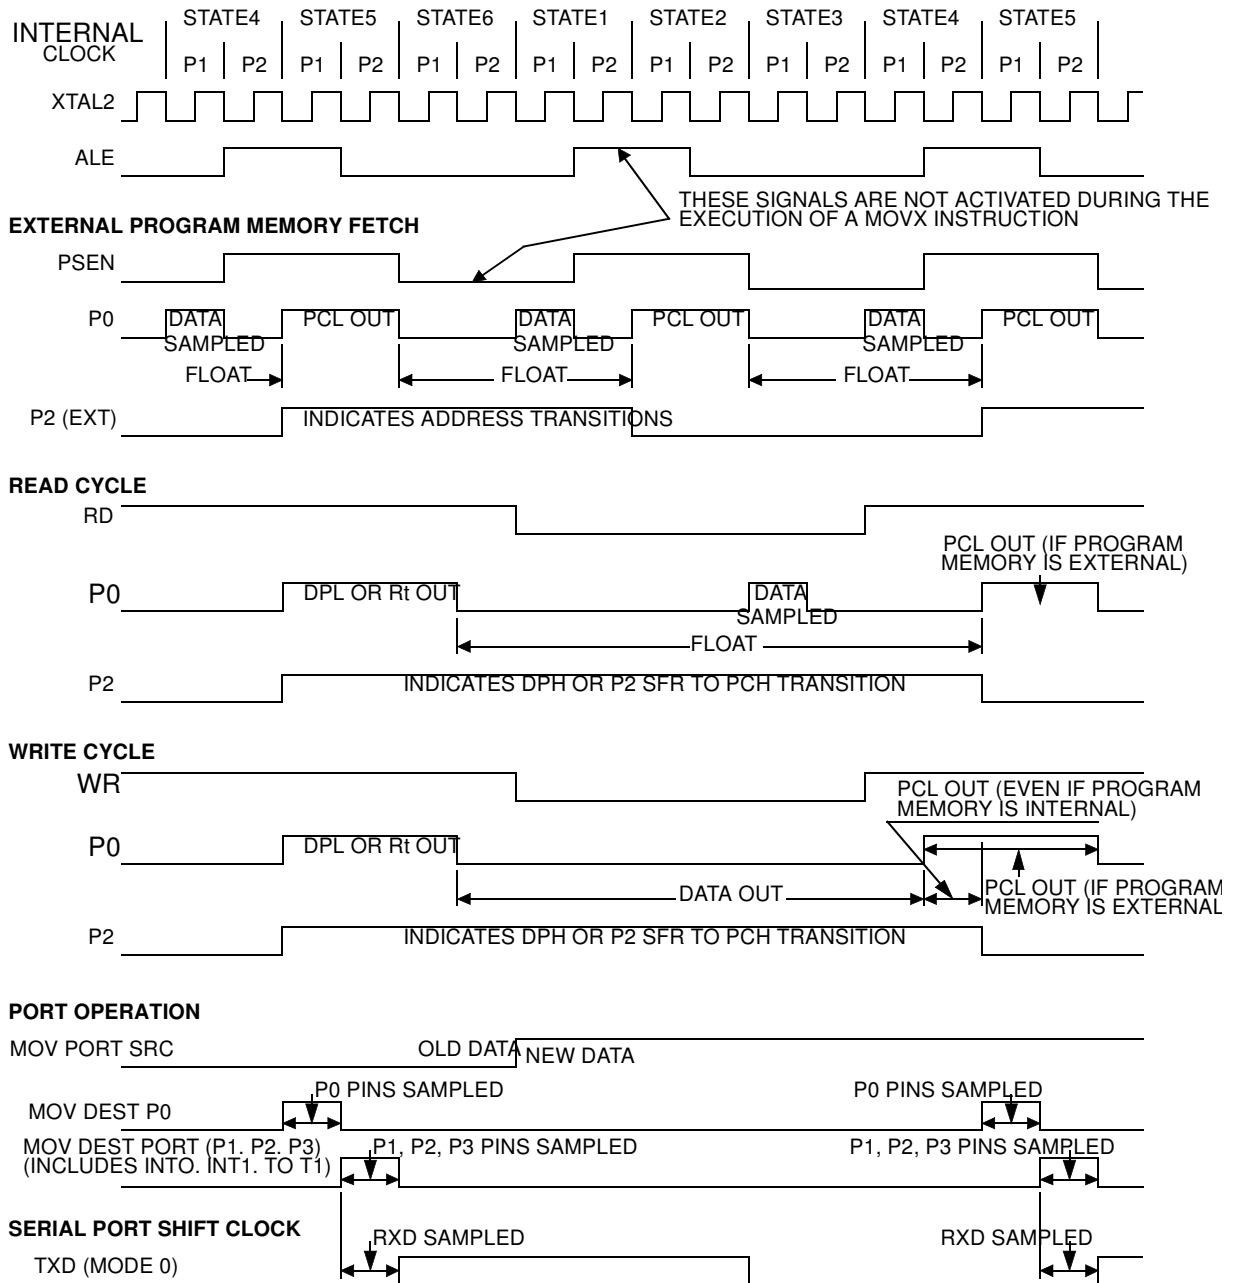 INTERNAL
CLOCK
STATE4 STATE5 STATE6 STATE1 STATE2 STATE3 STATE4 STATE5
P1 P2 P1 P2 P1 P2 P1 P2 P1 P2 P1 P2 P1 P2 P1 P2
XTAL2
ALE
THESE SIGNALS ARE NOT ACTIVATED DURING THE
EXECUTION OF A MOVX INSTRUCTION
EXTERNAL PROGRAM MEMORY FETCH
PSEN
P0
DATA
SAMPLED
PCL OUT
DATA
SAMPLED
PCL OUT
DATA
SAMPLED
PCL OUT
FLOAT FLOAT FLOAT
P2 (EXT)
INDICATES ADDRESS TRANSITIONS
READ CYCLE
RD
PCL OUT (IF PROGRAM
MEMORY IS EXTERNAL)
P0
DPL OR Rt OUT
DATA
SAMPLED
FLOAT
P2
INDICATES DPH OR P2 SFR TO PCH TRANSITION
WRITE CYCLE
WR
PCL OUT (EVEN IF PROGRAM
MEMORY IS INTERNAL)
P0
DPL OR Rt OUT
DATA OUT
PCL OUT (IF PROGRAM
MEMORY IS EXTERNAL
P2
INDICATES DPH OR P2 SFR TO PCH TRANSITION
PORT OPERATION
MOV PORT SRC
OLD DATA
NEW DATA
P0 PINS SAMPLED P0 PINS SAMPLED
MOV DEST P0
MOV DEST PORT (P1. P2. P3)
(INCLUDES INTO. INT1. TO T1)
P1, P2, P3 PINS SAMPLED P1, P2, P3 PINS SAMPLED
SERIAL PORT SHIFT CLOCK
RXD SAMPLED RXD SAMPLED
TXD (MODE 0)